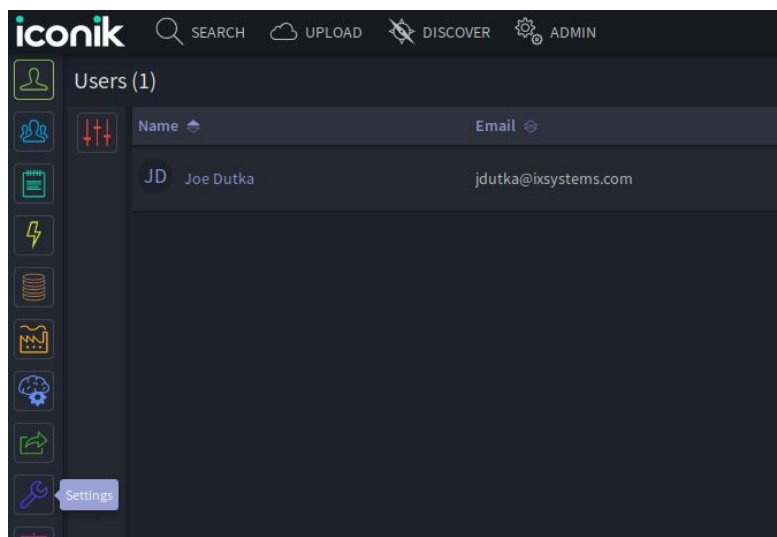 iconik SEARCH UPLOAD DISCOVER ADMIN
Users (1)
Name Email
JD Joe Dutka jdutka@ixsystems.com
Settings